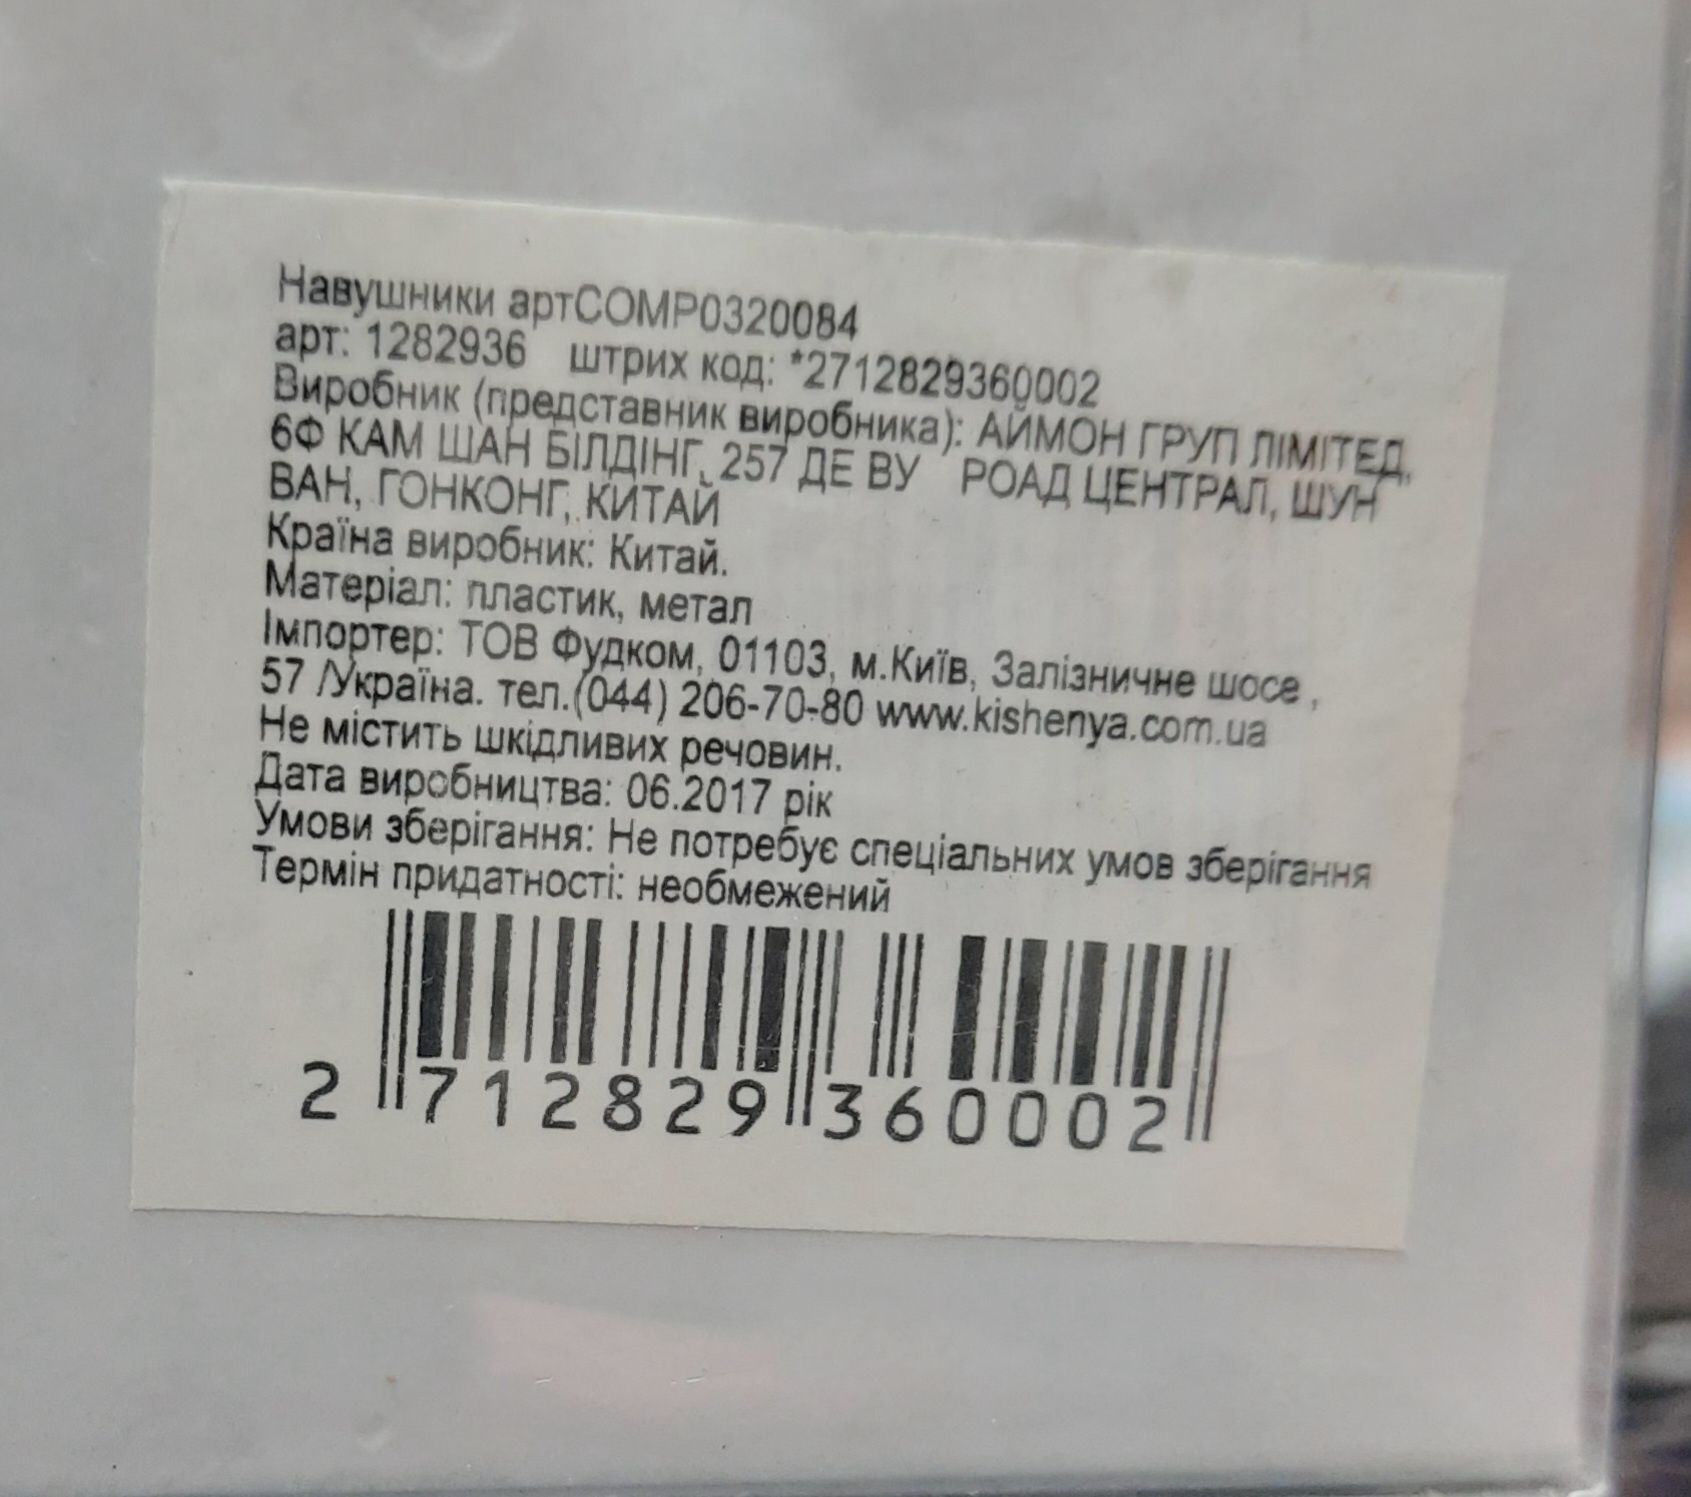 Навушники артCOMP0320084
арт: 1282936 штрих код: *2712829360002
Виробник (представник виробника): АЙМОН ГРУП ЛІМІТЕД,
6Ф КАМ ШАН БІЛДІНГ, 257 ДЕ ВУ РОАД ЦЕНТРАЛ, ШУН
ВАН, ГОНКОНГ, КИТАЙ
Країна виробник: Китай.
Матеріал: пластик, метал
Імпортер: ТОВ Фудком, 01103, м.Київ, Залізничне шосе ,
57 /Україна. тел.(044) 206-70-80 www.kishenya.com.ua
Не містить шкідливих речовин.
Дата виробництва: 06.2017 рік
Умови зберігання: Не потребує спеціальних умов зберігання
Термін придатності: необмежений
2 712829 360002